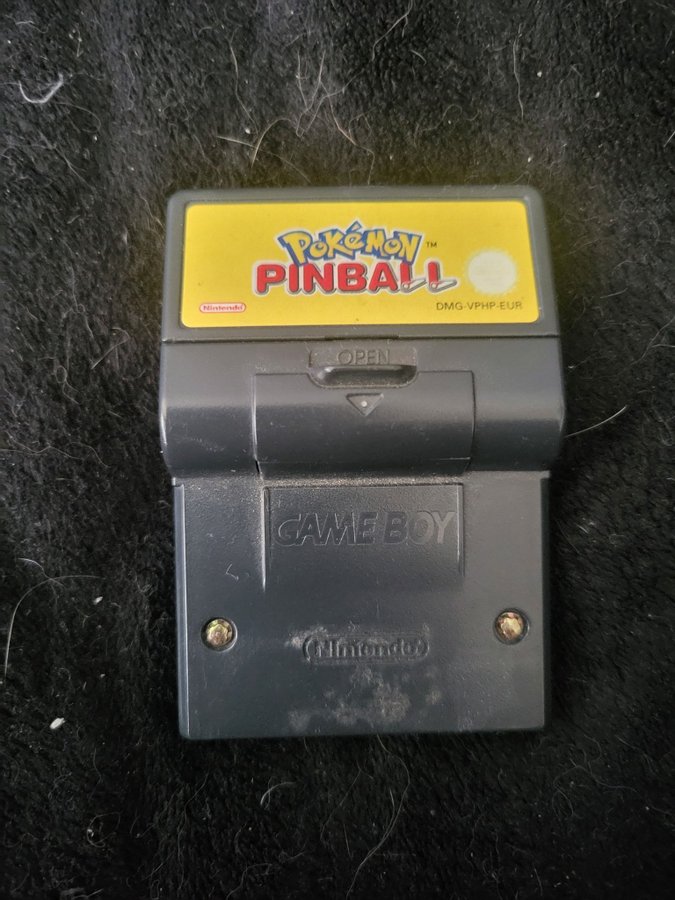 POKéMON™
PINBALL
Nintendo
DMG-VPHP-EUR
OPEN
GAME BOY
Nintendo